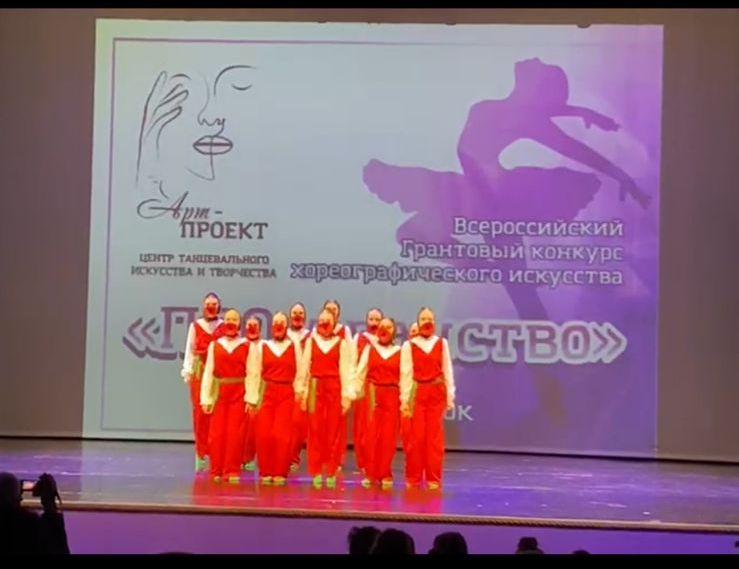 Арт-
ПРОЕКТ
ЦЕНТР ТАНЦЕВАЛЬНОГО
ИСКУССТВА И ТВОРЧЕСТВА
Всероссийский
Грантовый конкурс
хореографического искусства